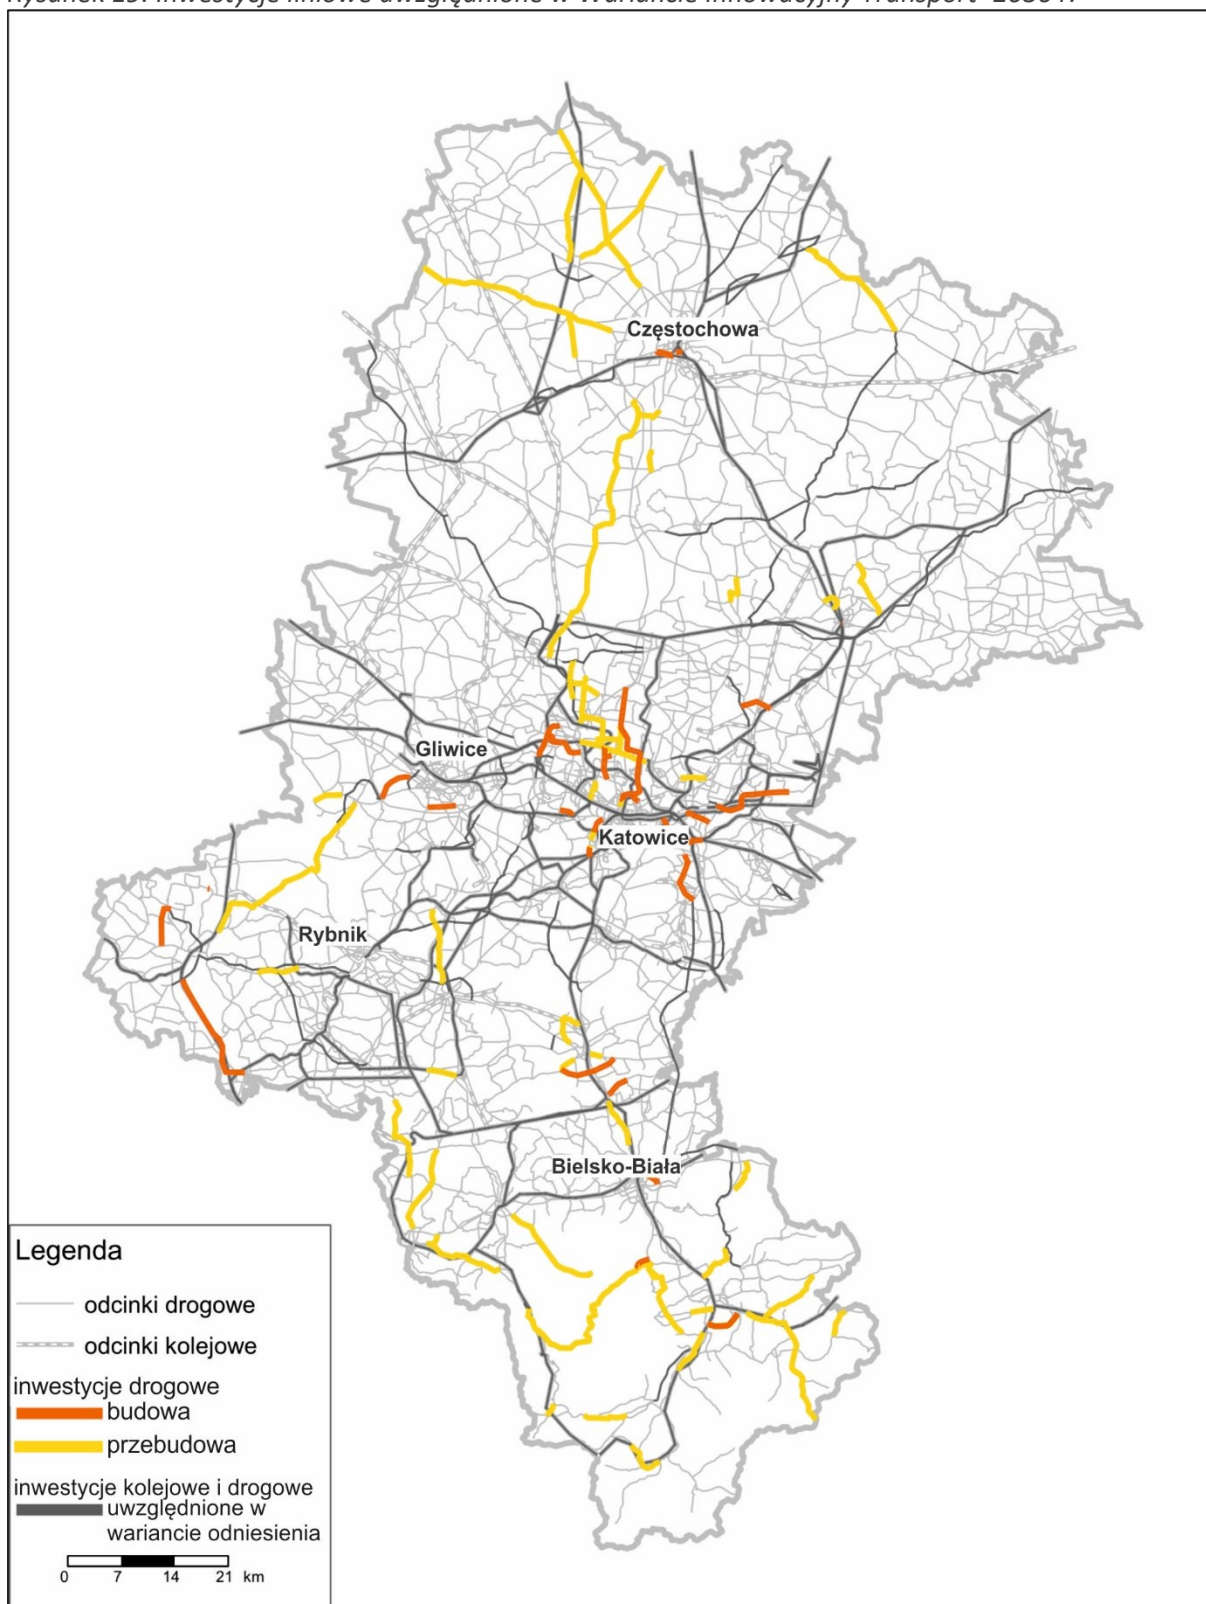 Częstochowa
Gliwice
Katowice
Rybnik
Bielsko-Biała
Legenda
odcinki drogowe
odcinki kolejowe
inwestycje drogowe
budowa
przebudowa
inwestycje kolejowe i drogowe
uwzględnione w
wariancie odniesienia
0 7 14 21 km